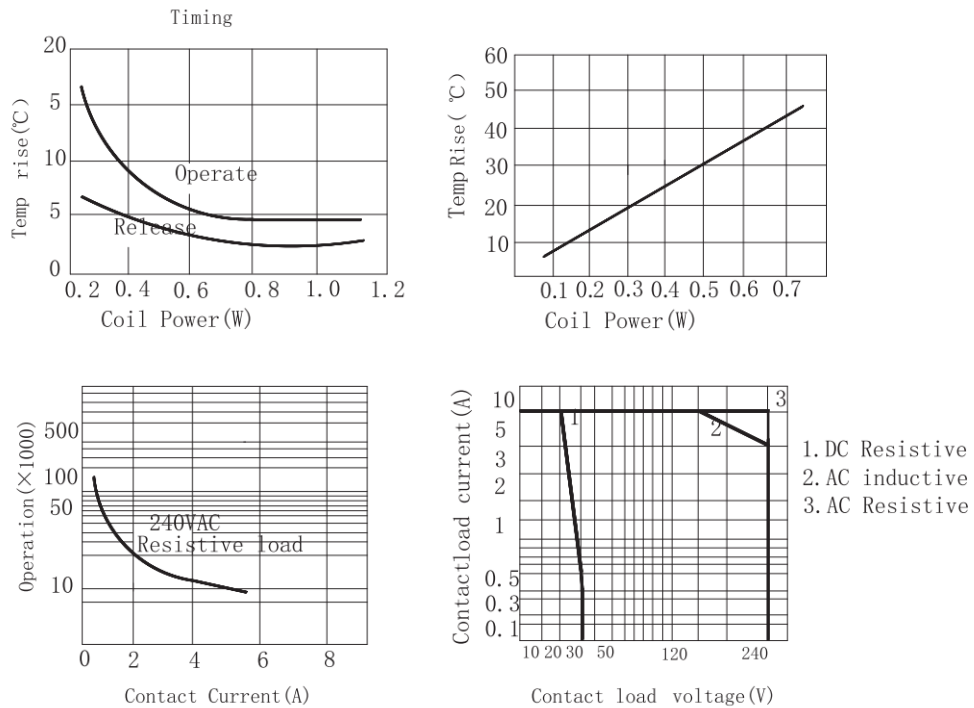 Timing
Temp rise(℃)
20
5
10
5
0
Operate
Release
0.2 0.4 0.6 0.8 1.0 1.2
Coil Power(W)
Temp Rise( ℃)
60
50
40
30
20
10
0.1 0.2 0.3 0.4 0.5 0.6 0.7
Coil Power(W)
Operation(×1000)
500
100
50
10
240VAC
Resistive load
0 2 4 6 8
Contact Current(A)
Contactload current(A)
10
5
3
2
1
0.5
0.3
0.1
1
2
3
10 20 30 50 120 240
Contact load voltage(V)
1.DC Resistive
2.AC inductive
3.AC Resistive